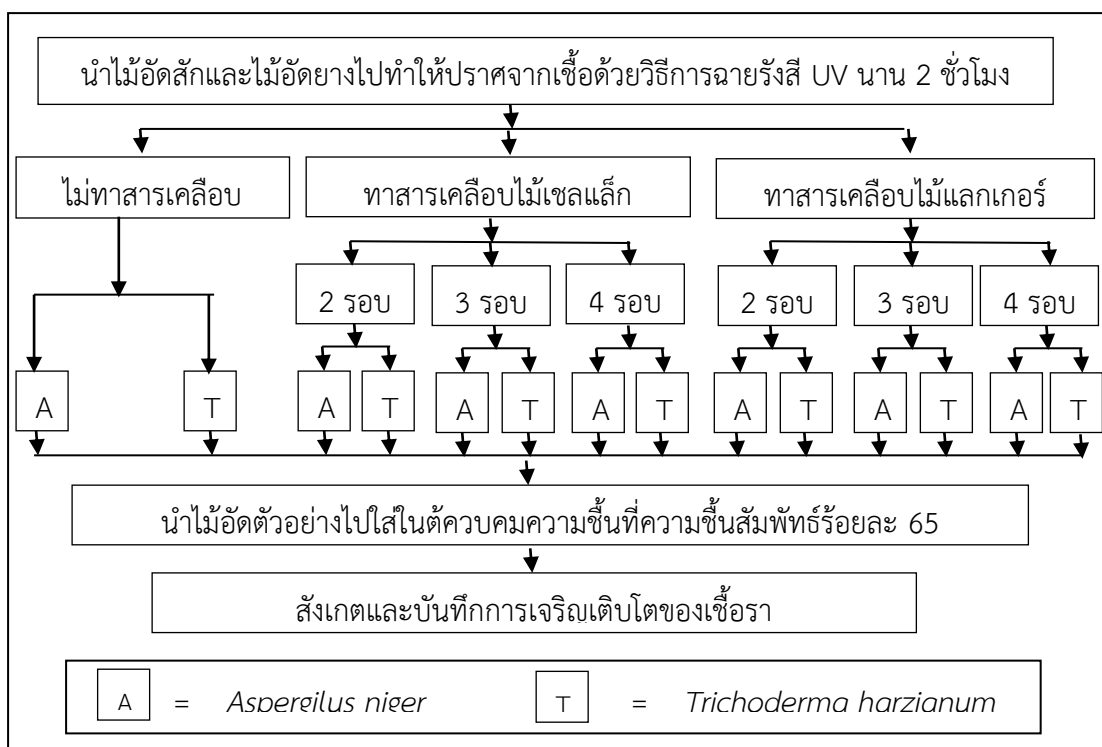 นำไม้อัดสักและไม้อัดยางไปทำให้ปราศจากเชื้อด้วยวิธีการฉายรังสี UV นาน 2 ชั่วโมง
ไม่ทาสารเคลือบ ทาสารเคลือบไม้เชลแล็ก ทาสารเคลือบไม้แลกเกอร์
2 รอบ 3 รอบ 4 รอบ 2 รอบ 3 รอบ 4 รอบ
A T A T A T A T A T A T A T
นำไม้อัดตัวอย่างไปใส่ในตู้ควบคุมความชื้นที่ความชื้นสัมพัทธ์ร้อยละ 65
สังเกตและบันทึกการเจริญเติบโตของเชื้อรา
A = Aspergilus niger T = Trichoderma harzianum